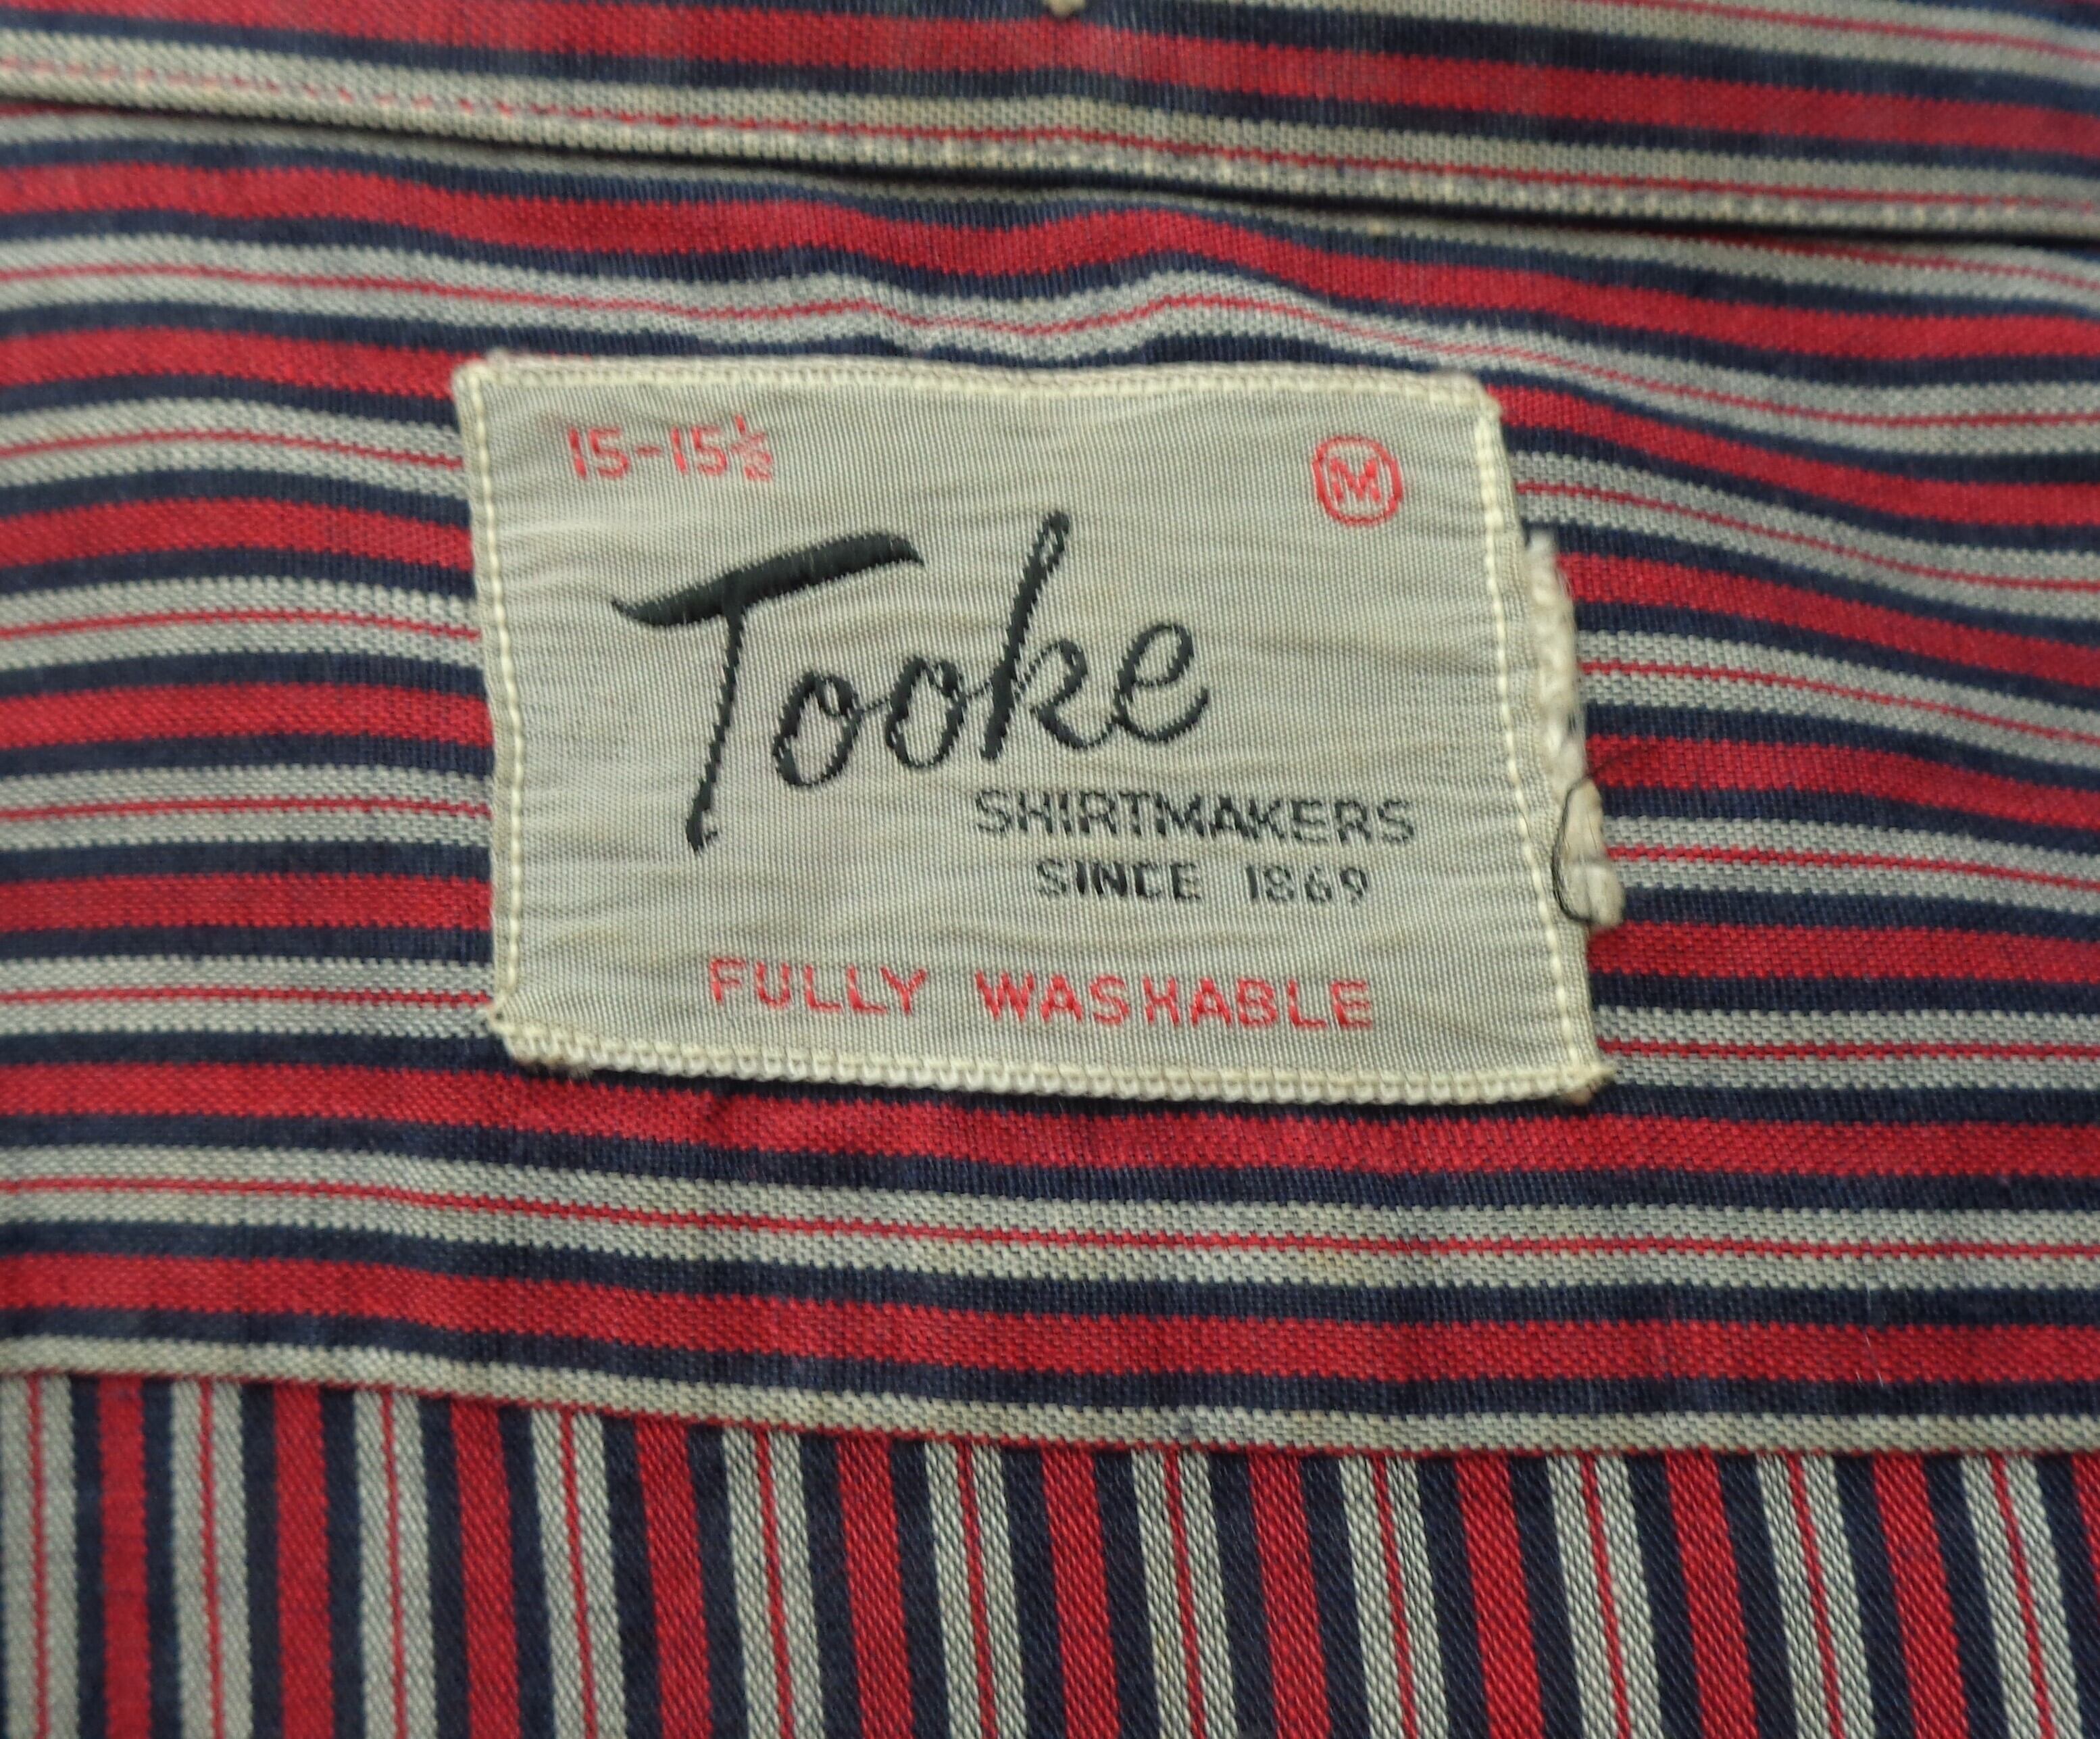 15-15½ M
Tooke
SHIRTMAKERS
SINCE 1869
FULLY WASHABLE